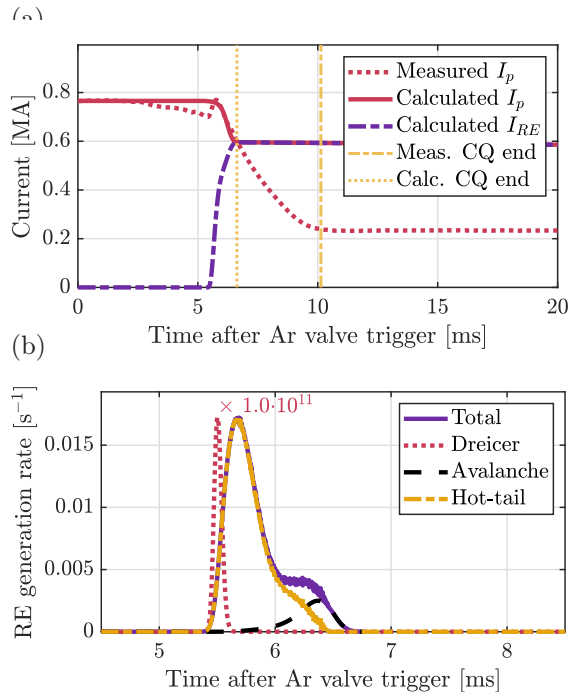 (a)
Current [MA]
0.8
0.6
0.4
0.2
0
Measured I_p
Calculated I_p
Calculated I_RE
Meas. CQ end
Calc. CQ end
0 5 10 15 20
Time after Ar valve trigger [ms]
(b)
RE generation rate [s⁻¹]
× 1.0·10¹¹
0.015
0.01
0.005
0
Total
Dreicer
Avalanche
Hot-tail
5 6 7 8
Time after Ar valve trigger [ms]